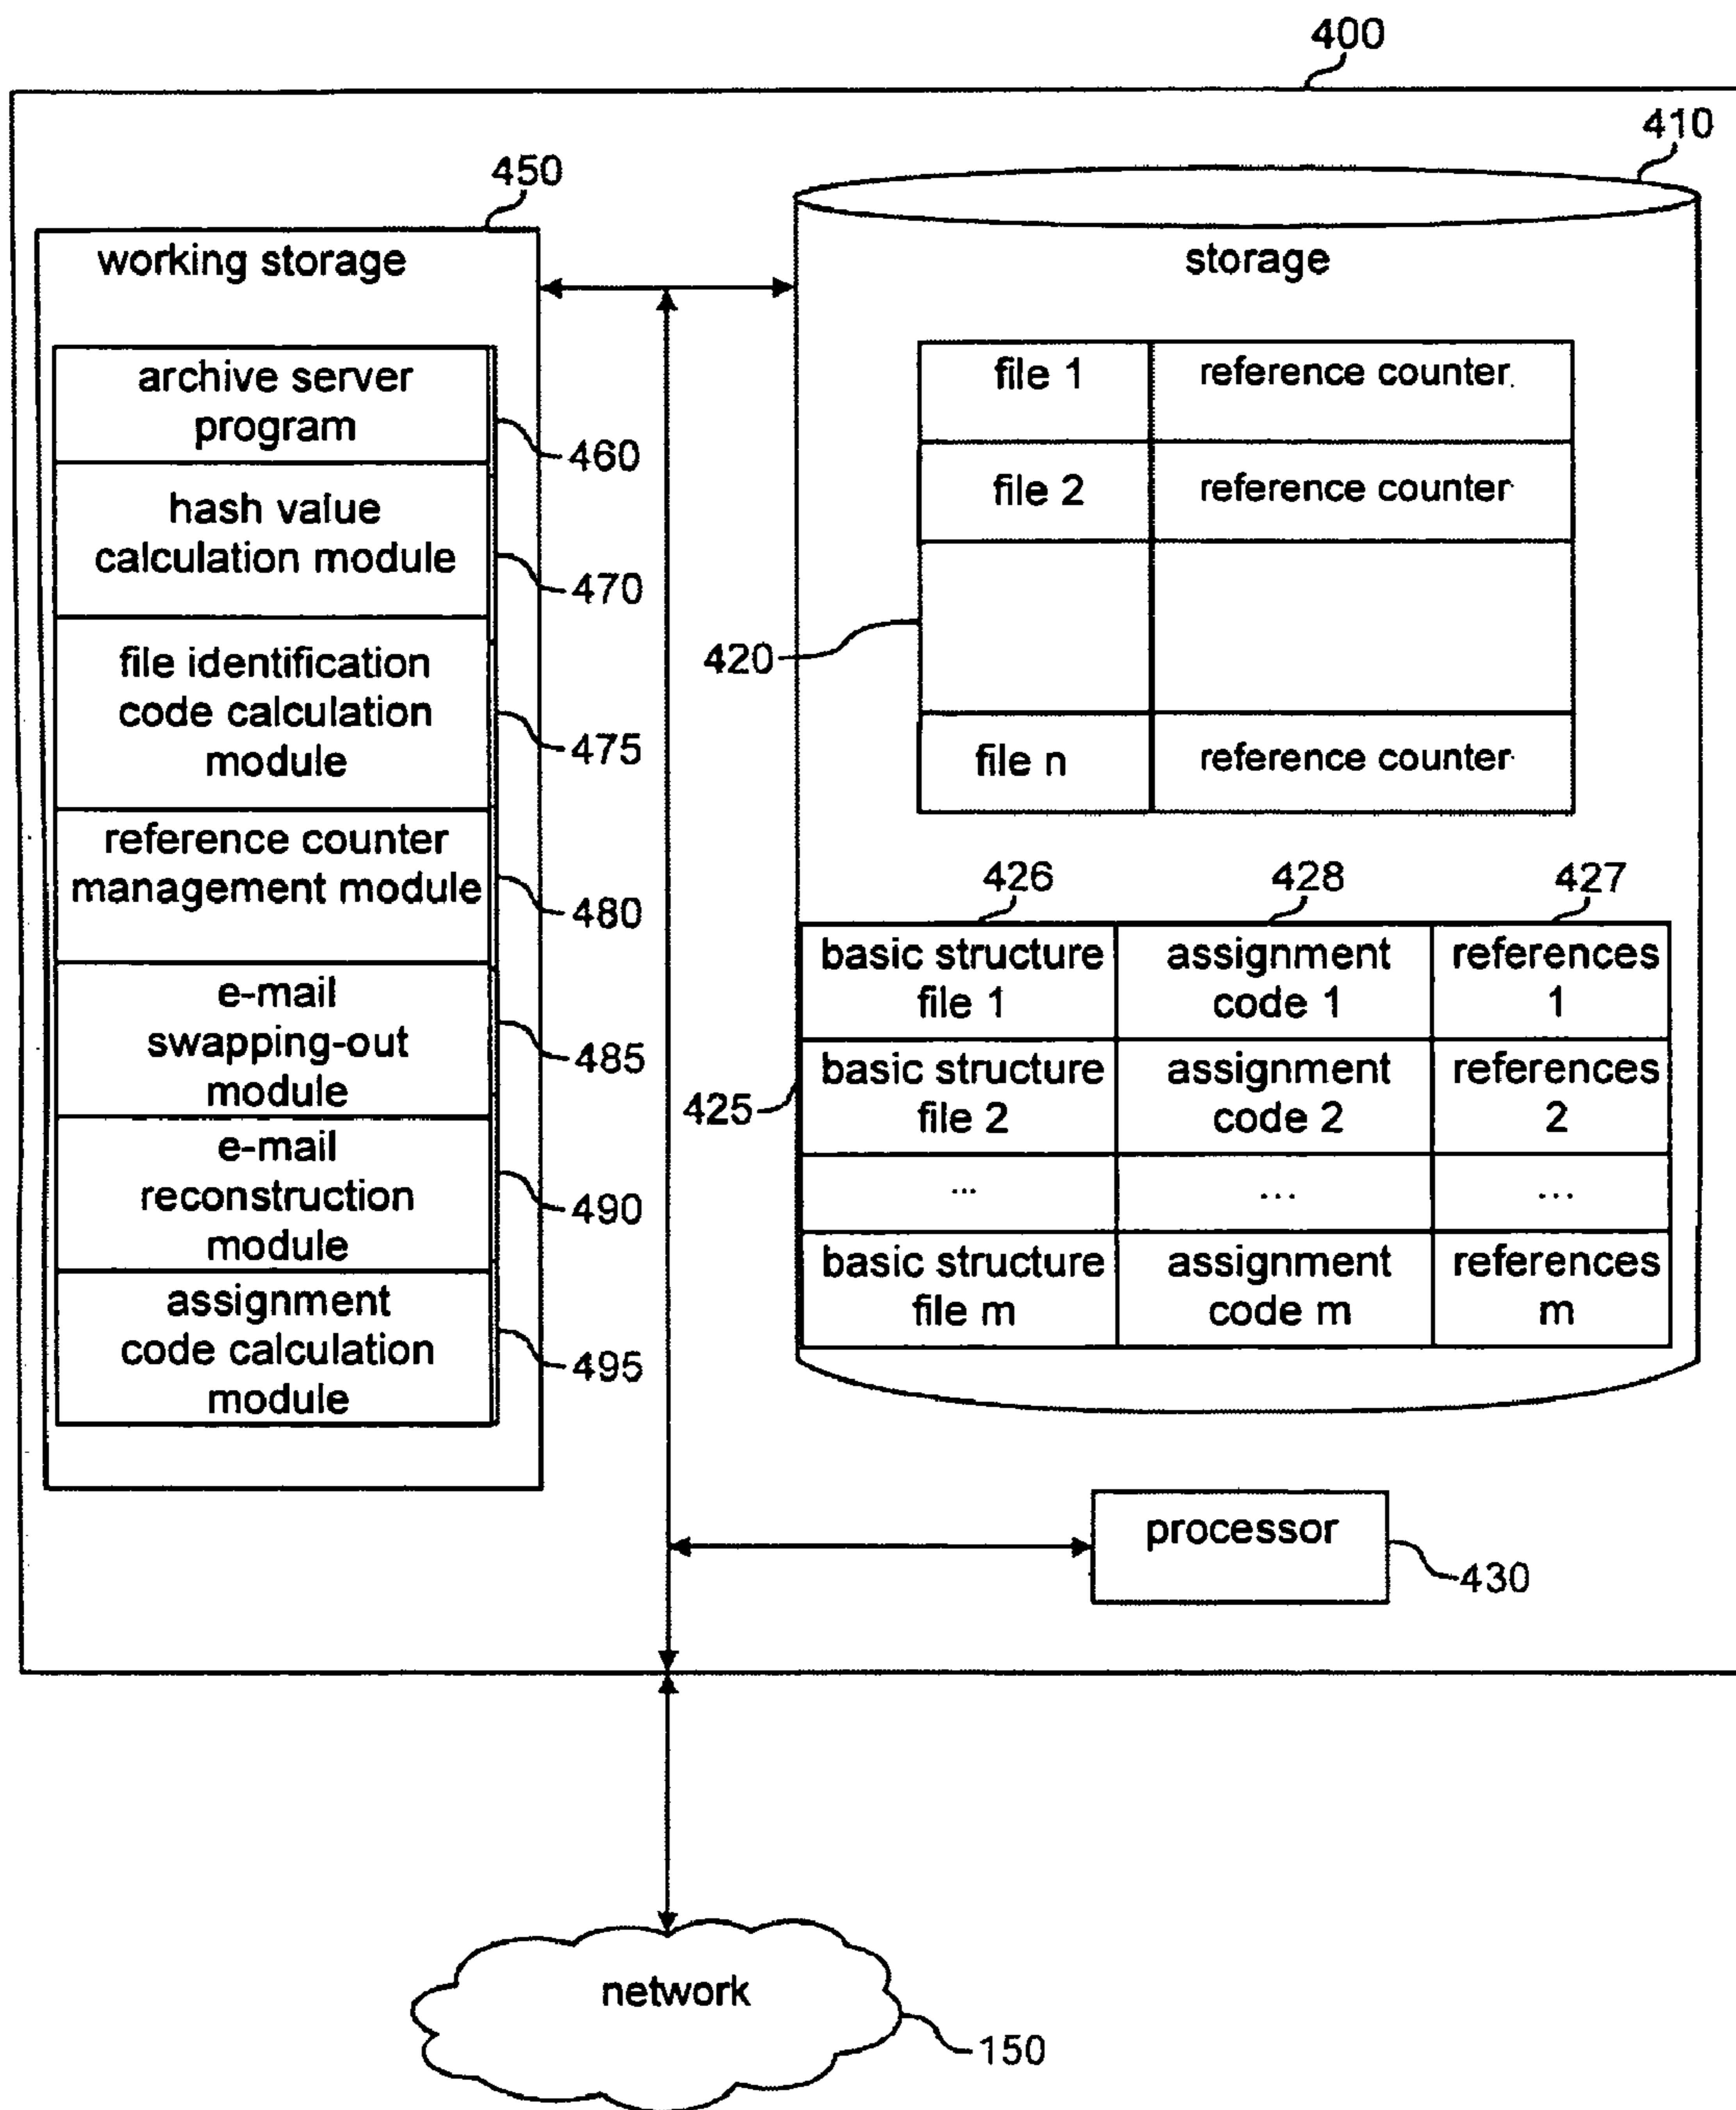 400
410
450
working storage
storage
archive server
program
460
hash value
calculation module
470
file identification
code calculation
module
475
reference counter
management module
480
e-mail
swapping-out
module
485
e-mail
reconstruction
module
490
assignment
code calculation
module
495
file 1
reference counter
file 2
reference counter
420
file n
reference counter
426
428
427
basic structure
file 1
assignment
code 1
references
1
425
basic structure
file 2
assignment
code 2
references
2
...
...
...
basic structure
file m
assignment
code m
references
m
processor
430
network
150